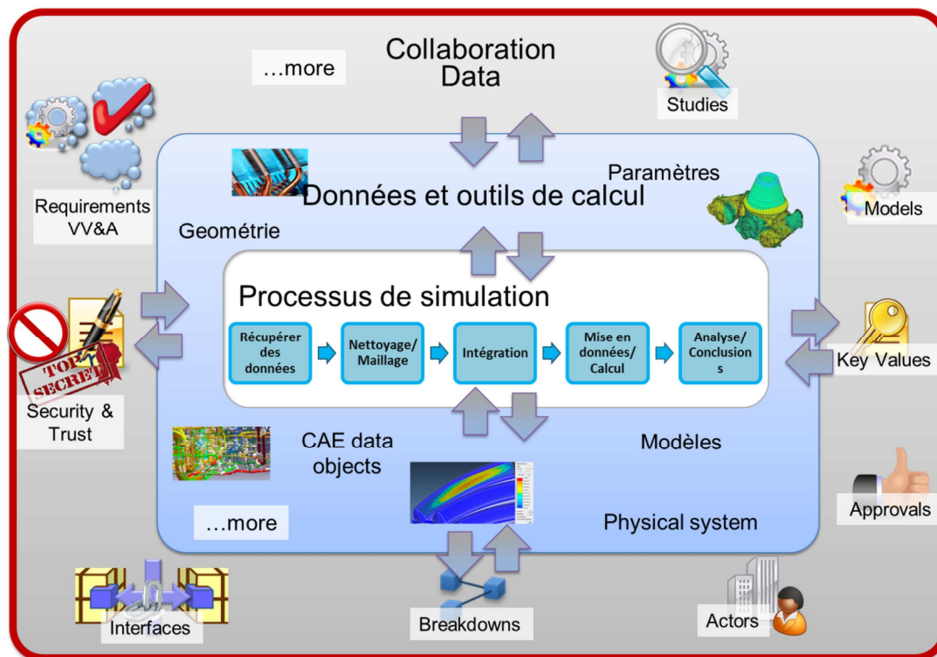 Collaboration
Data
…more
Studies
Requirements
VV&A
Paramètres
Données et outils de calcul
Models
Geométrie
Processus de simulation
Récupérer
des
données
Nettoyage/
Maillage
Intégration
Mise en
données/
Calcul
Analyse/
Conclusion
s
TOP
SECRET
Security &
Trust
Key Values
CAE data
objects
Modèles
Approvals
…more
Physical system
Interfaces
Breakdowns
Actors